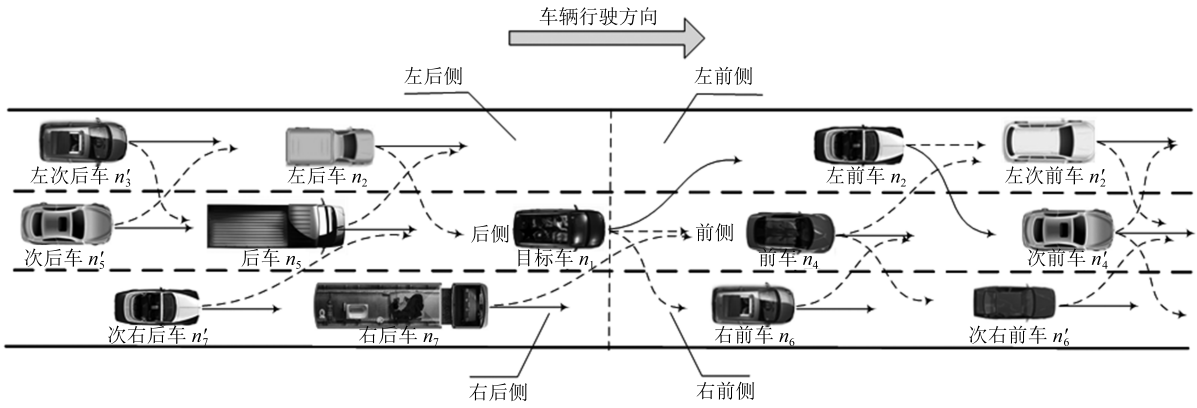 车辆行驶方向
左后侧
左前侧
左次后车 n′3
左后车 n2
左前车 n2
左次前车 n′2
后侧
前侧
次后车 n′5
后车 n5
目标车 n1
前车 n4
次前车 n′4
次右后车 n′7
右后车 n7
右前车 n6
次右前车 n′6
右后侧
右前侧